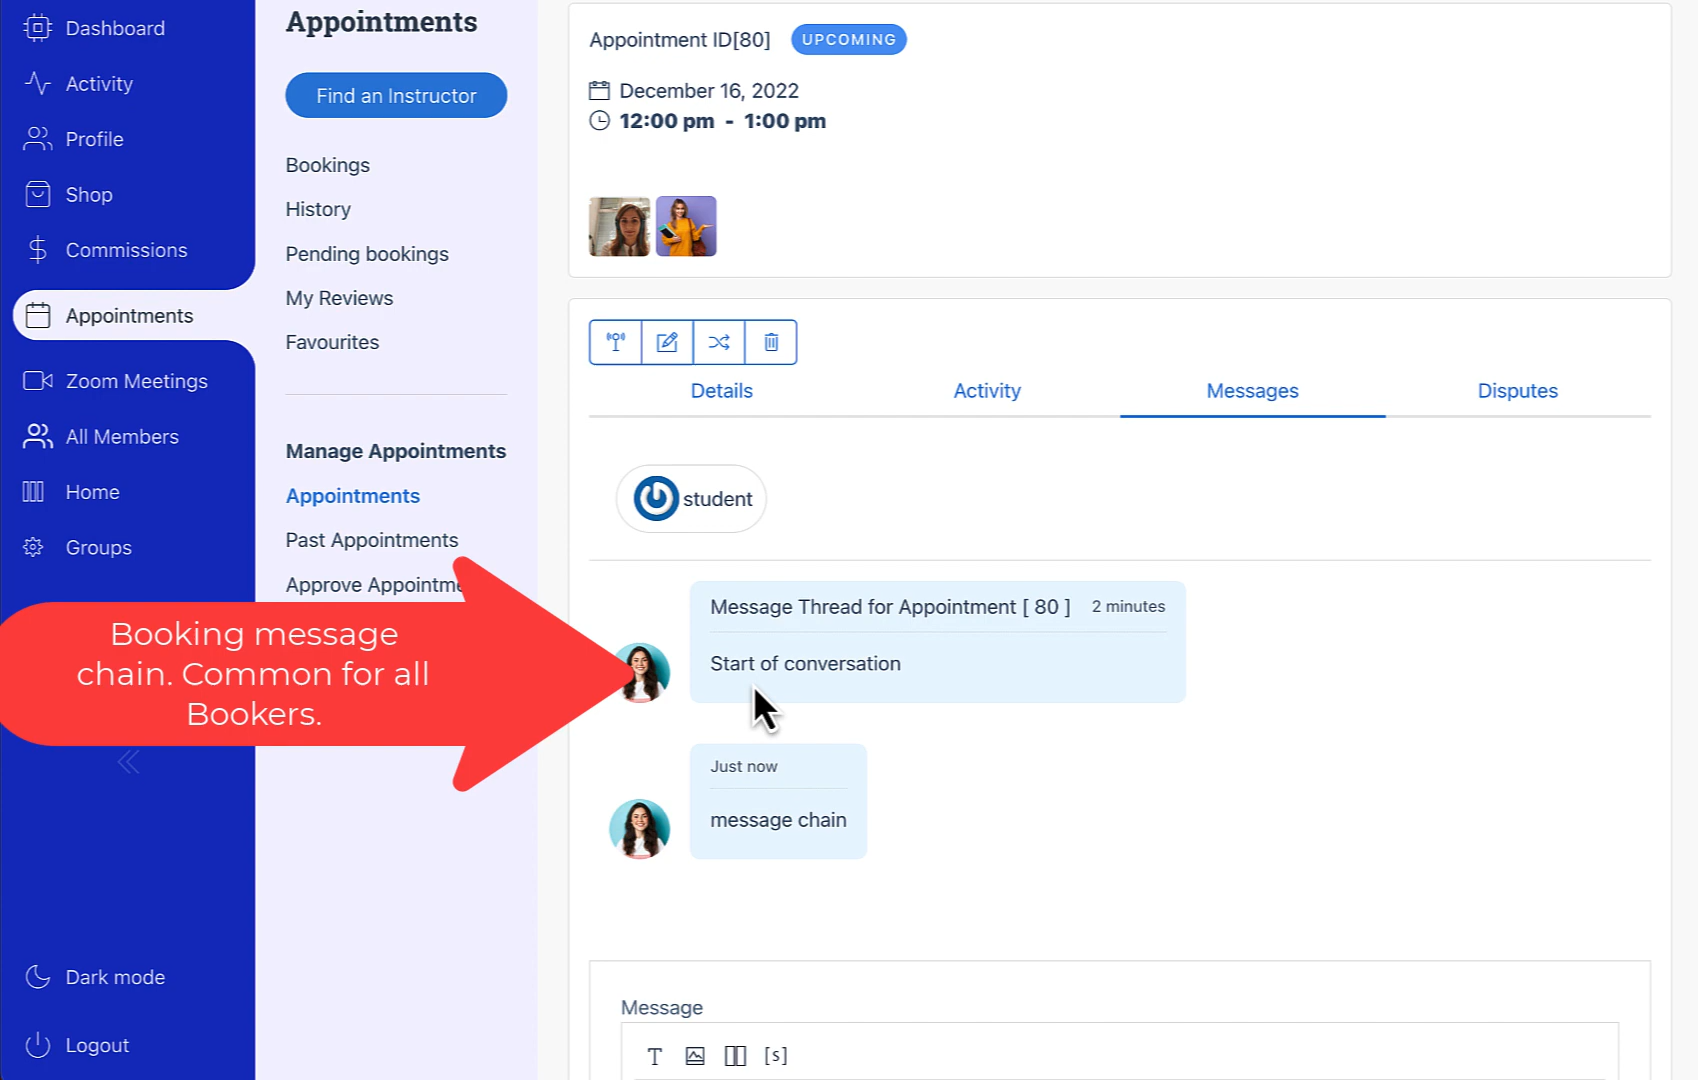 Dashboard
Activity
Profile
Shop
Commissions
Appointments
Zoom Meetings
All Members
Home
Groups
Dark mode
Logout
Appointments
Find an Instructor
Bookings
History
Pending bookings
My Reviews
Favourites
Manage Appointments
Appointments
Past Appointments
Approve Appointme
Booking message
chain. Common for all
Bookers.
Appointment ID[80] UPCOMING
December 16, 2022
12:00 pm - 1:00 pm
Details Activity Messages Disputes
student
Message Thread for Appointment [ 80 ] 2 minutes
Start of conversation
Just now
message chain
Message
T [s]